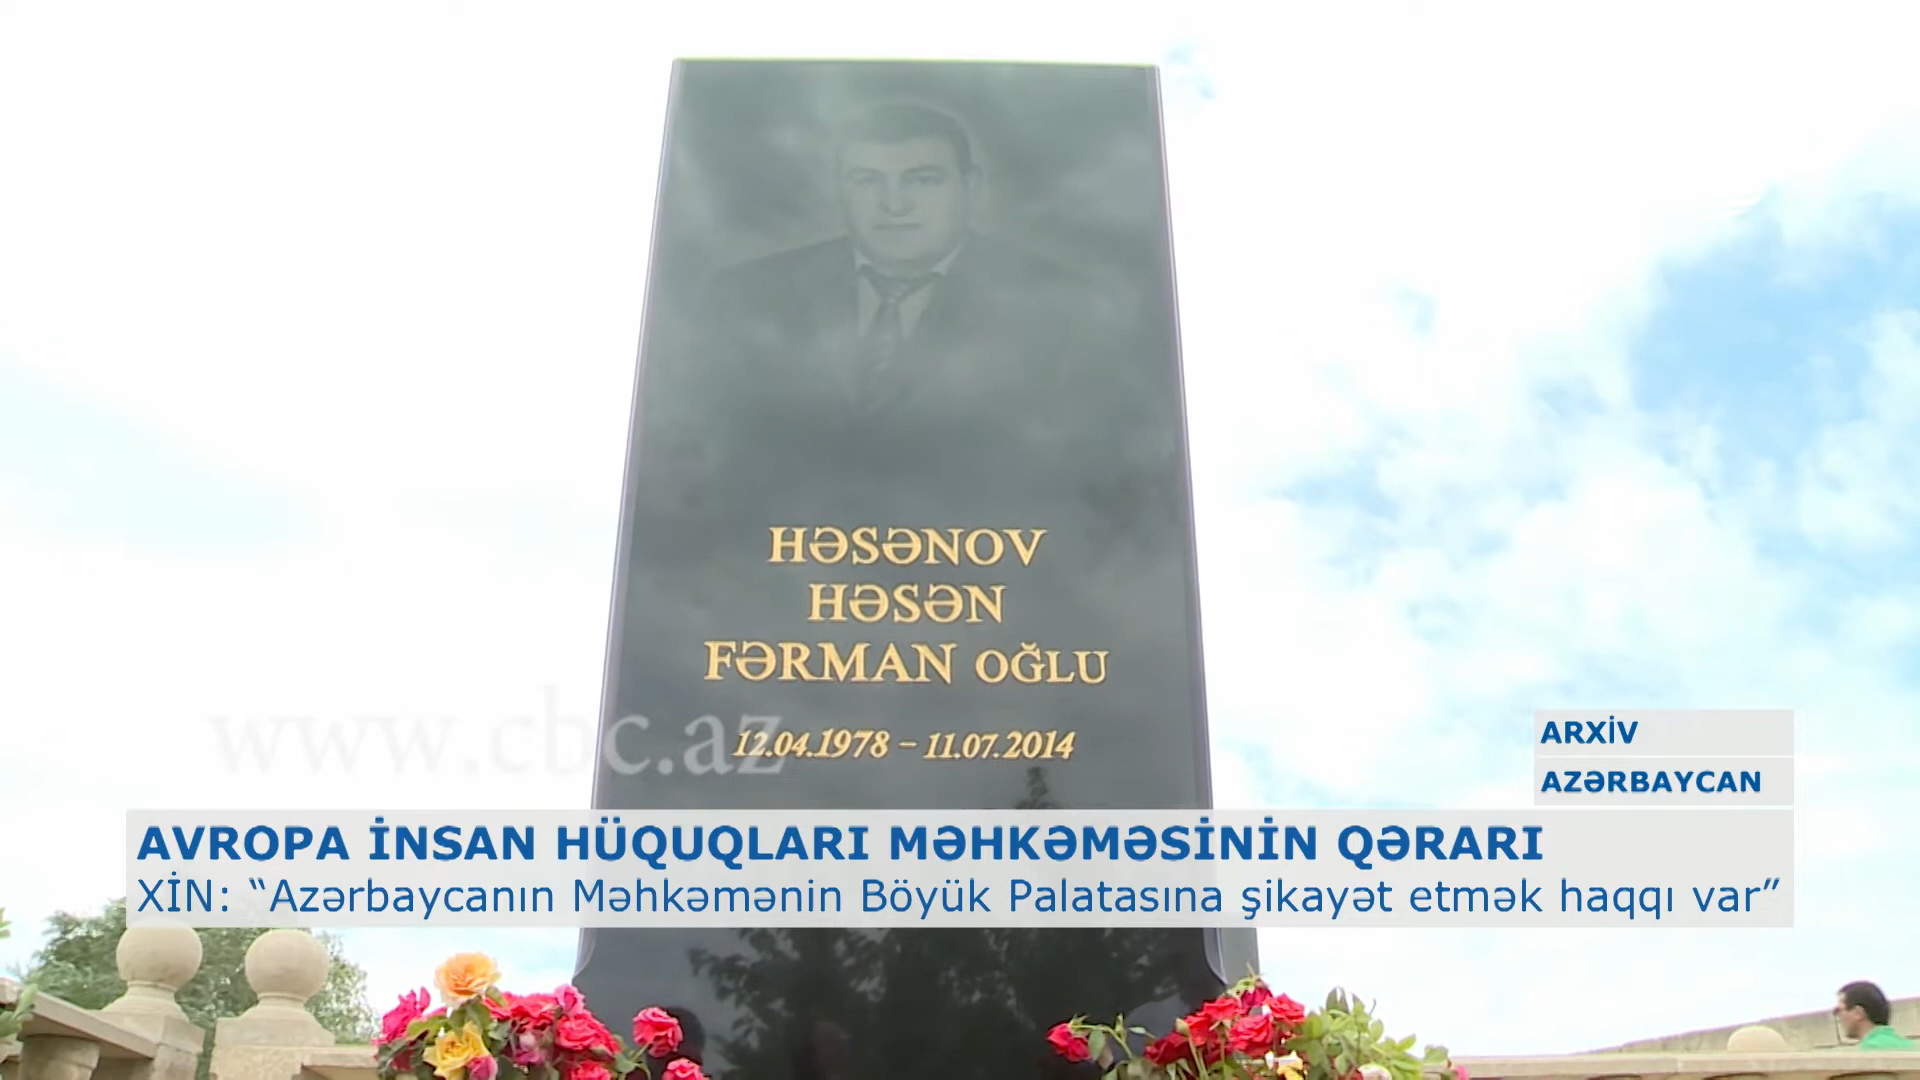 HƏSƏNOV
HƏSƏN
FƏRMAN OĞLU
12.04.1978 – 11.07.2014
www.cbc.az
ARXİV
AZƏRBAYCAN
AVROPA İNSAN HÜQUQLARI MƏHKƏMƏSİNİN QƏRARI
XİN: “Azərbaycanın Məhkəmənin Böyük Palatasına şikayət etmək haqqı var”